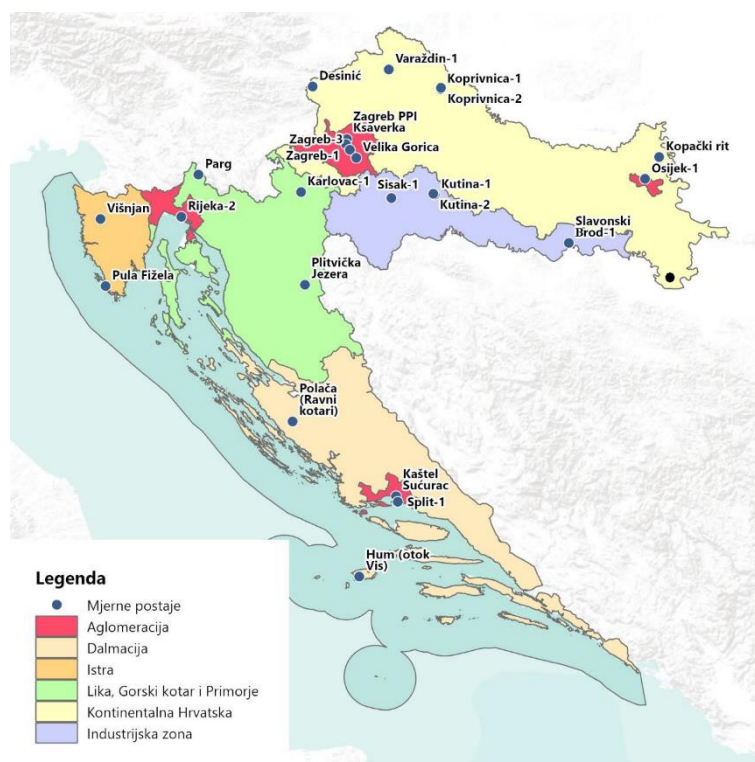 Varaždin-1
Desinić
Koprivnica-1
Koprivnica-2
Zagreb PPI
Ksaverka
Zagreb-3
Zagreb-1
Velika Gorica
Kopački rit
Osijek-1
Parg
Karlovac-1
Sisak-1
Kutina-1
Kutina-2
Višnjan
Rijeka-2
Slavonski
Brod-1
Plitvička
Jezera
Pula Fižela
Polača
(Ravni
kotari)
Kaštel
Sućurac
Split-1
Hum (otok
Vis)
Legenda
Mjerne postaje
Aglomeracija
Dalmacija
Istra
Lika, Gorski kotar i Primorje
Kontinentalna Hrvatska
Industrijska zona